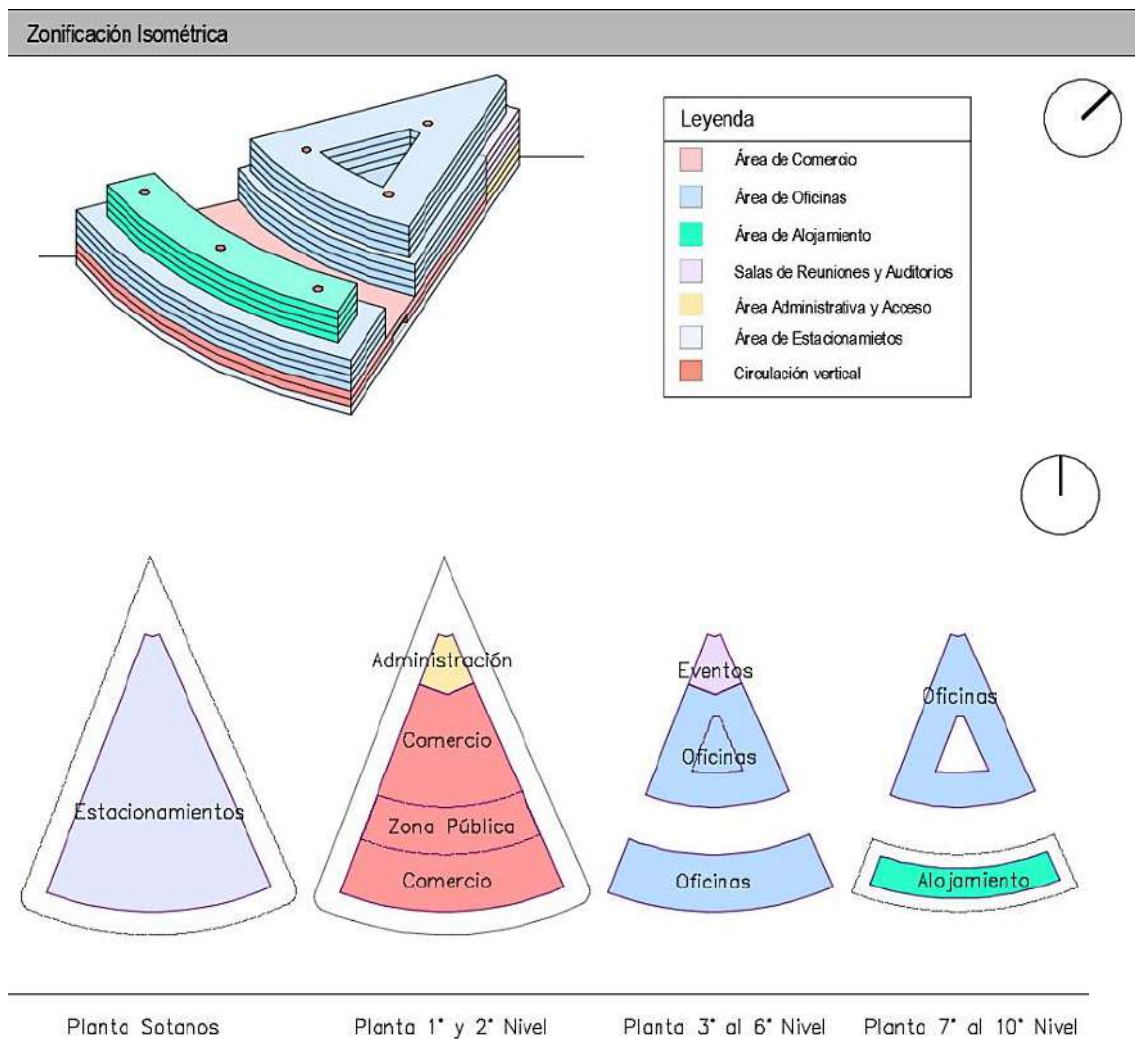 Zonificación Isométrica
Leyenda
Área de Comercio
Área de Oficinas
Área de Alojamiento
Salas de Reuniones y Auditorios
Área Administrativa y Acceso
Área de Estacionamietos
Circulación vertical
Estacionamientos
Administración
Comercio
Zona Pública
Comercio
Eventos
Oficinas
Oficinas
Oficinas
Alojamiento
Planta Sotanos
Planta 1° y 2° Nivel
Planta 3° al 6° Nivel
Planta 7° al 10° Nivel